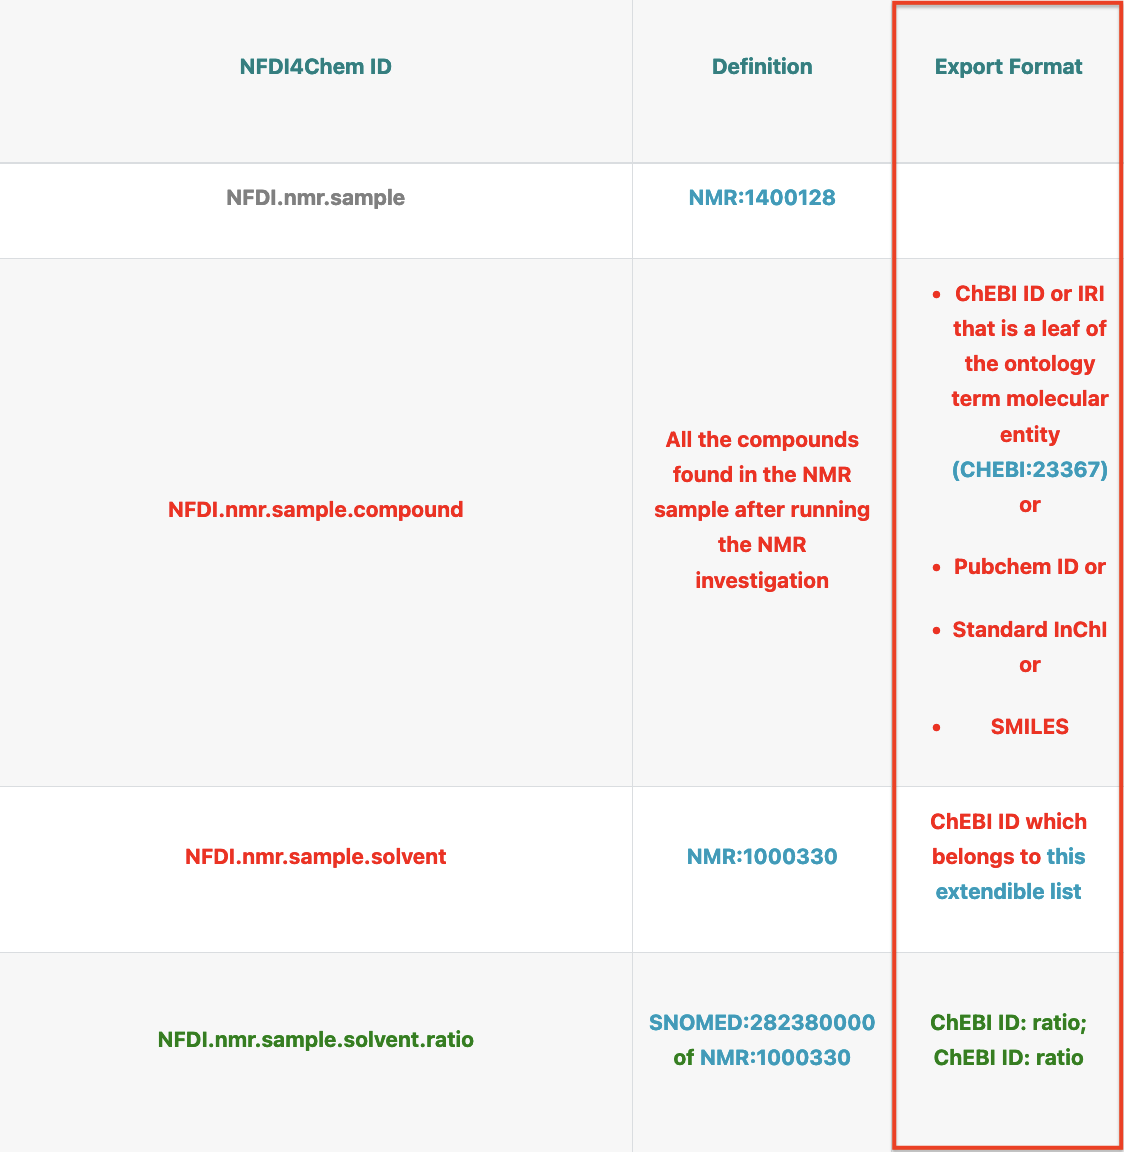 NFDI4Chem ID
Definition
Export Format
NFDI.nmr.sample
NMR:1400128
NFDI.nmr.sample.compound
All the compounds
found in the NMR
sample after running
the NMR
investigation
• ChEBI ID or IRI
that is a leaf of
the ontology
term molecular
entity
(CHEBI:23367)
or
• Pubchem ID or
• Standard InChI
or
• SMILES
NFDI.nmr.sample.solvent
NMR:1000330
ChEBI ID which
belongs to this
extendible list
NFDI.nmr.sample.solvent.ratio
SNOMED:282380000
of NMR:1000330
ChEBI ID: ratio;
ChEBI ID: ratio